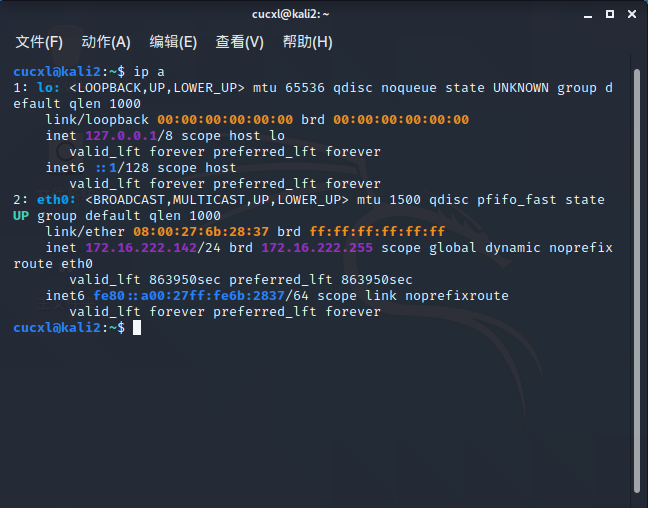 cucxl@kali2: ~
文件(F) 动作(A) 编辑(E) 查看(V) 帮助(H)
cucxl@kali2:~$ ip a
1: lo: <LOOPBACK,UP,LOWER_UP> mtu 65536 qdisc noqueue state UNKNOWN group d
efault qlen 1000
    link/loopback 00:00:00:00:00:00 brd 00:00:00:00:00:00
    inet 127.0.0.1/8 scope host lo
       valid_lft forever preferred_lft forever
    inet6 ::1/128 scope host
       valid_lft forever preferred_lft forever
2: eth0: <BROADCAST,MULTICAST,UP,LOWER_UP> mtu 1500 qdisc pfifo_fast state
UP group default qlen 1000
    link/ether 08:00:27:6b:28:37 brd ff:ff:ff:ff:ff:ff
    inet 172.16.222.142/24 brd 172.16.222.255 scope global dynamic noprefix
route eth0
       valid_lft 863950sec preferred_lft 863950sec
    inet6 fe80::a00:27ff:fe6b:2837/64 scope link noprefixroute
       valid_lft forever preferred_lft forever
cucxl@kali2:~$